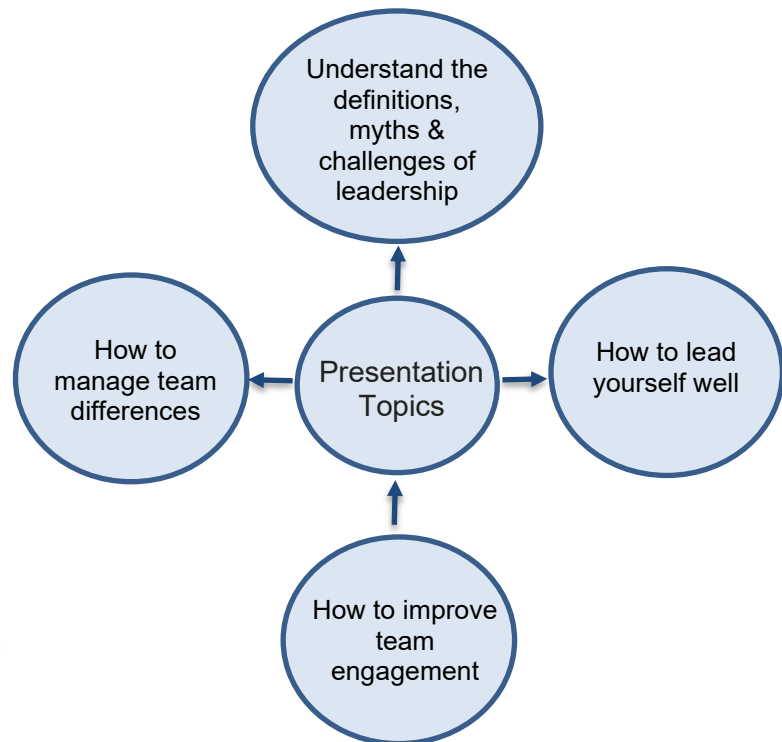 Understand the
definitions,
myths &
challenges of
leadership
How to
manage team
differences
Presentation
Topics
How to lead
yourself well
How to improve
team
engagement